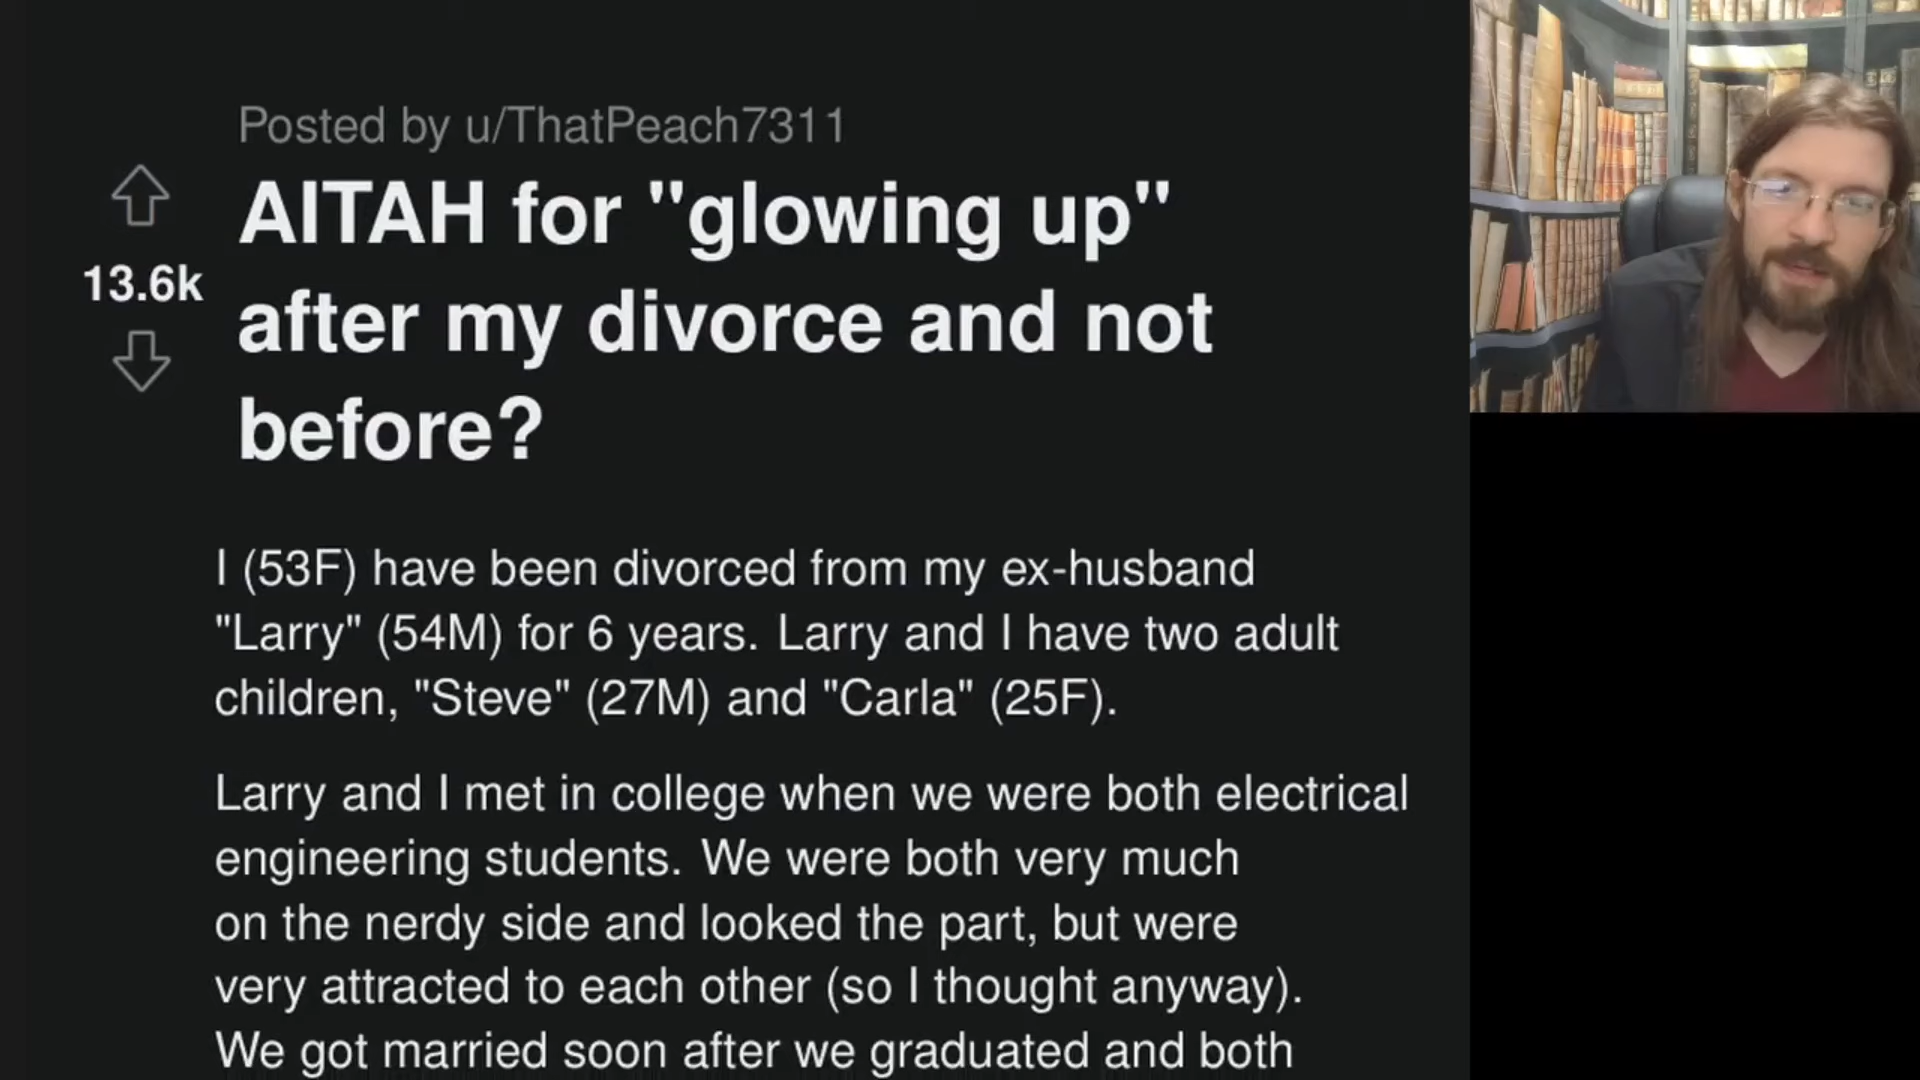 Posted by u/ThatPeach7311
AITAH for "glowing up"
after my divorce and not
before?
13.6k
I (53F) have been divorced from my ex-husband
"Larry" (54M) for 6 years. Larry and I have two adult
children, "Steve" (27M) and "Carla" (25F).
Larry and I met in college when we were both electrical
engineering students. We were both very much
on the nerdy side and looked the part, but were
very attracted to each other (so I thought anyway).
We got married soon after we graduated and both